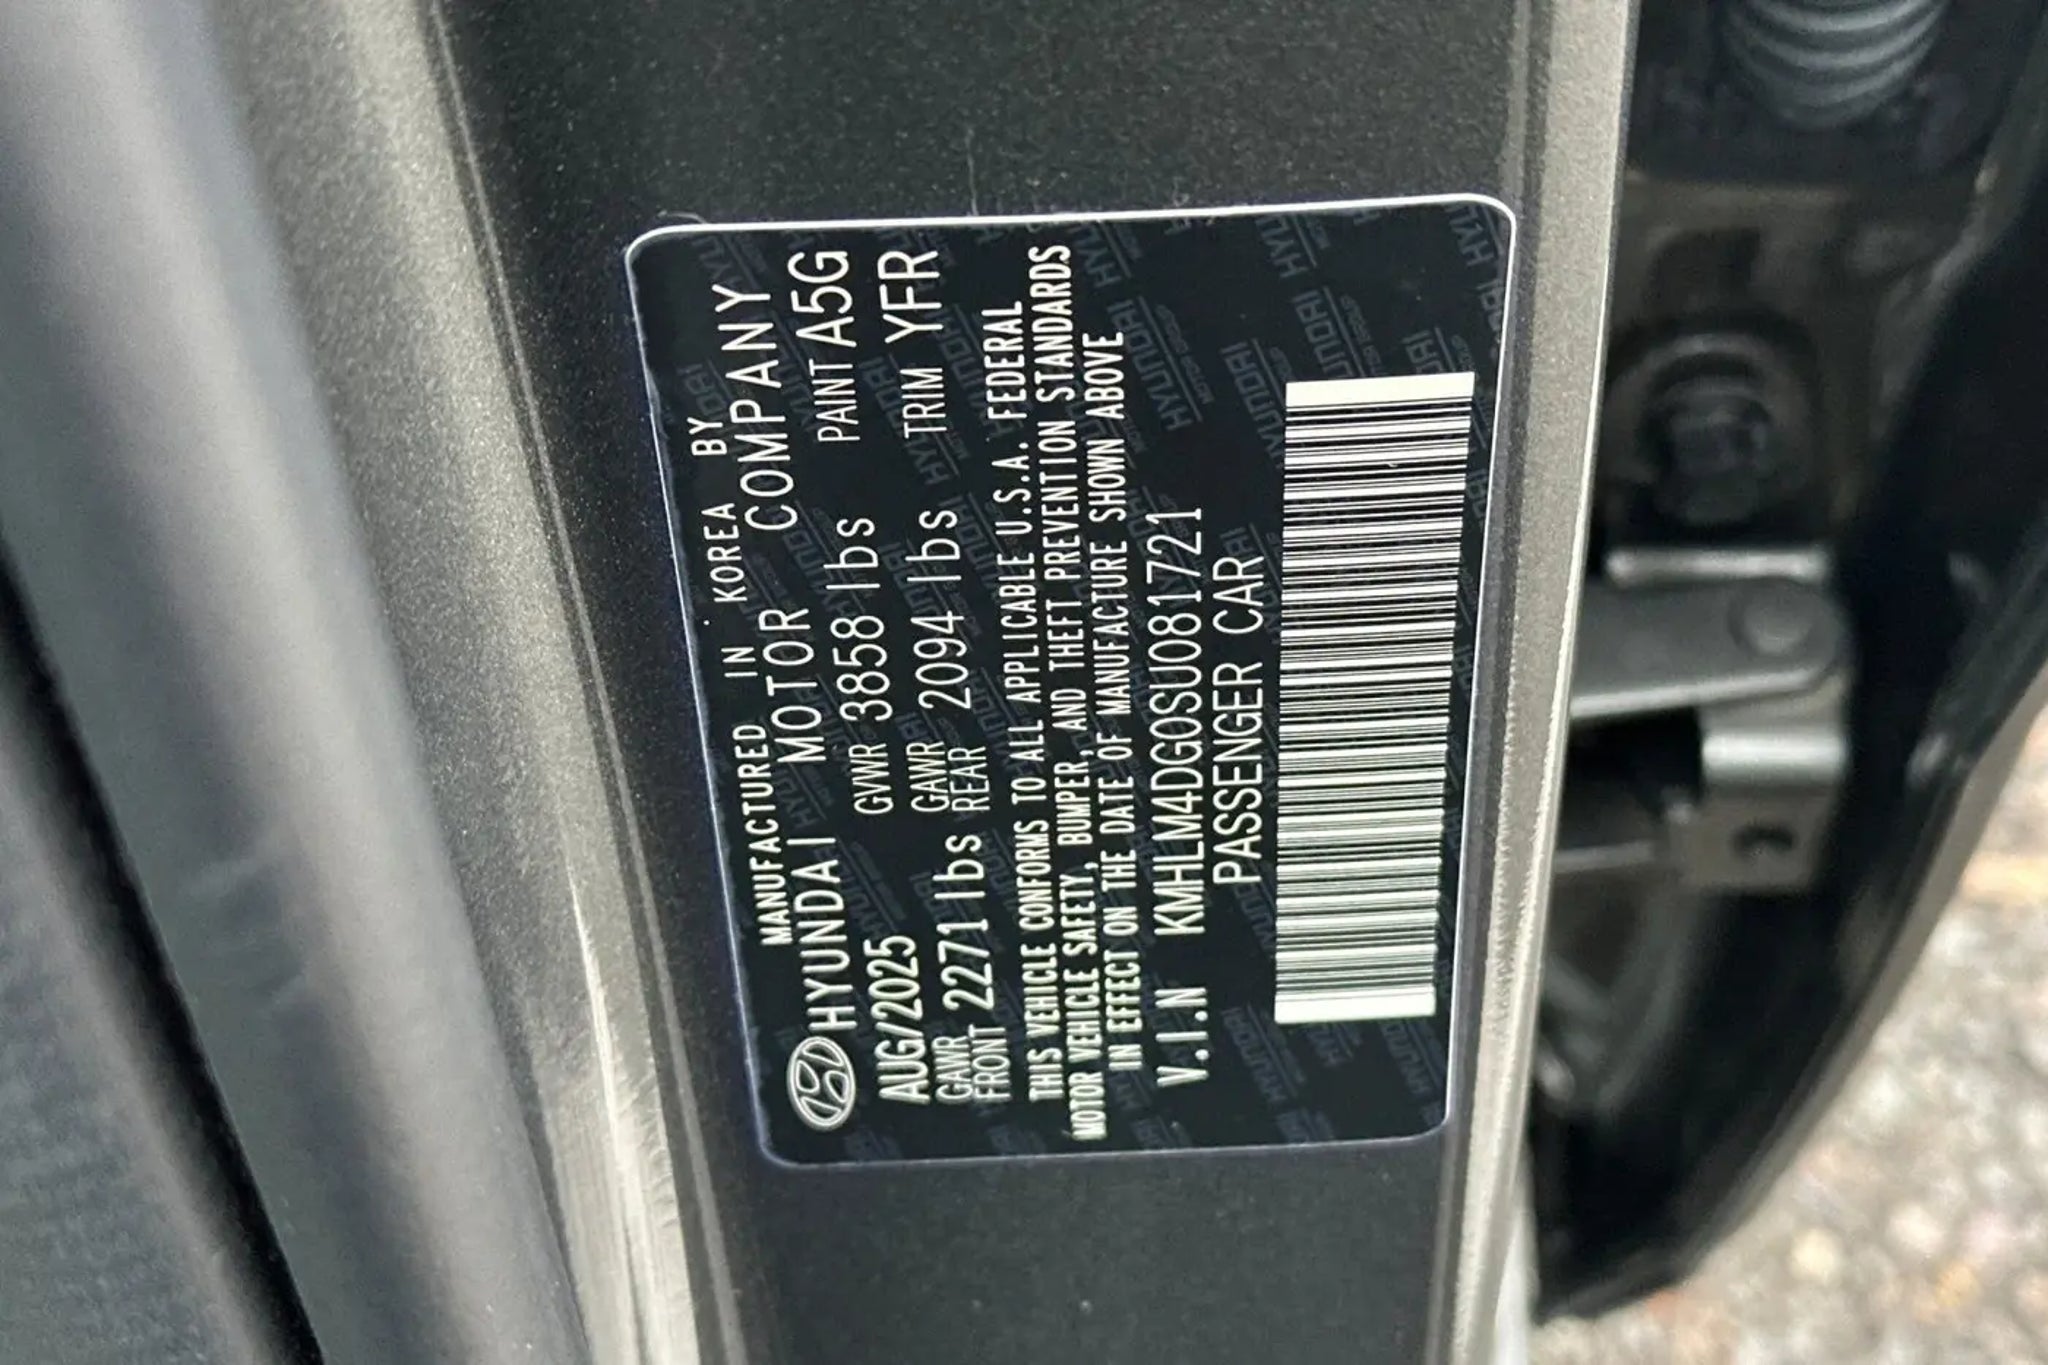 MANUFACTURED IN KOREA BY
HYUNDAI MOTOR COMPANY
AUG/2025 GVWR 3858 lbs PAINT A5G
GAWR FRONT 2271 lbs GAWR REAR 2094 lbs TRIM YFR
THIS VEHICLE CONFORMS TO ALL APPLICABLE U.S.A. FEDERAL
MOTOR VEHICLE SAFETY, BUMPER, AND THEFT PREVENTION STANDARDS
IN EFFECT ON THE DATE OF MANUFACTURE SHOWN ABOVE
V.I.N KMHLM4DG0SU081721
PASSENGER CAR